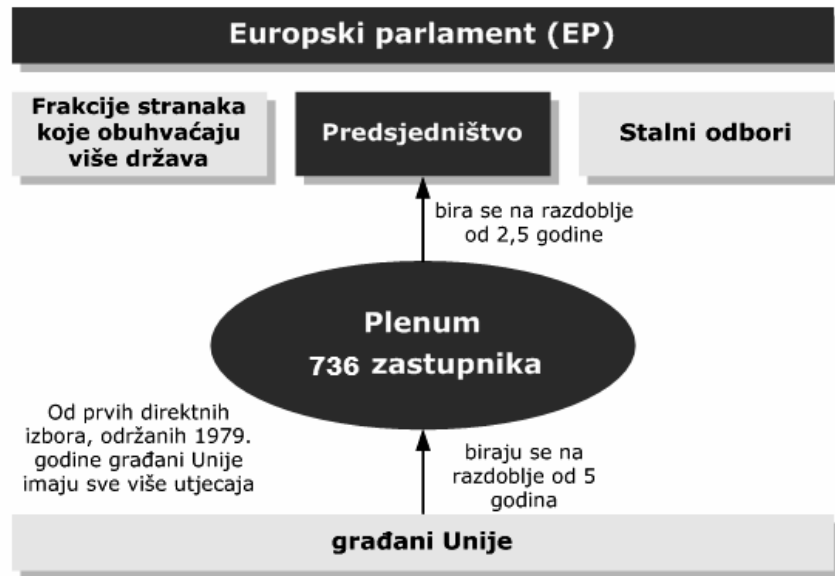 Europski parlament (EP)
Frakcije stranaka
koje obuhvaćaju
više država
Predsjedništvo
Stalni odbori
bira se na razdoblje
od 2,5 godine
Plenum
736 zastupnika
Od prvih direktnih
izbora, održanih 1979.
godine građani Unije
imaju sve više utjecaja
biraju se na
razdoblje od 5
godina
građani Unije